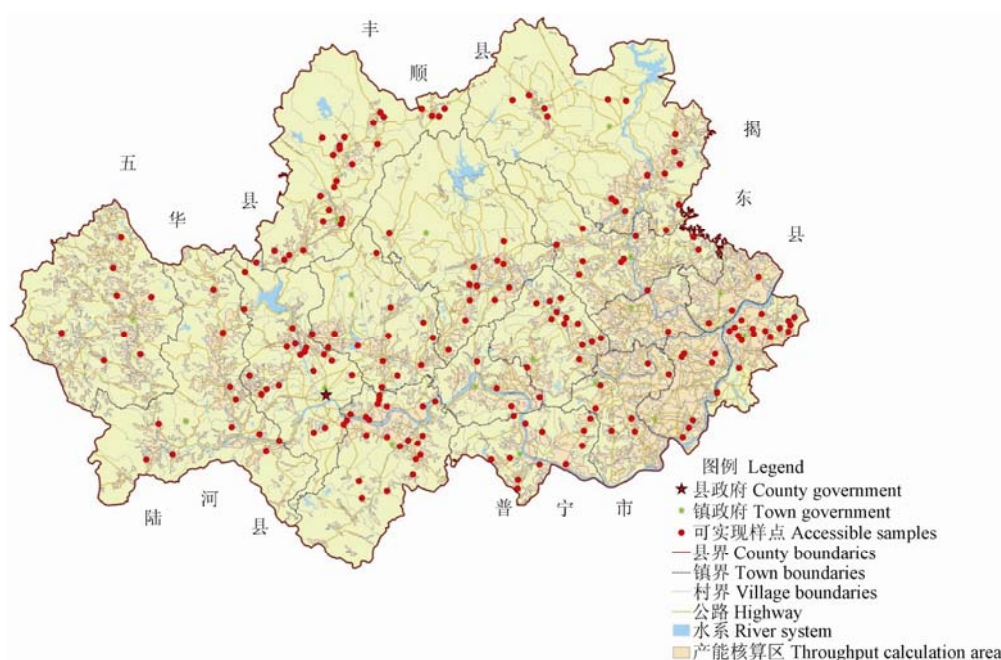 丰
顺
县
五
华
县
揭
东
县
陆
河
县
普 宁 市
图例 Legend
县政府 County government
镇政府 Town government
可实现样点 Accessible samples
县界 County boundarics
镇界 Town boundaries
村界 Village boundaries
公路 Highway
水系 River system
产能核算区 Throughput calculation area